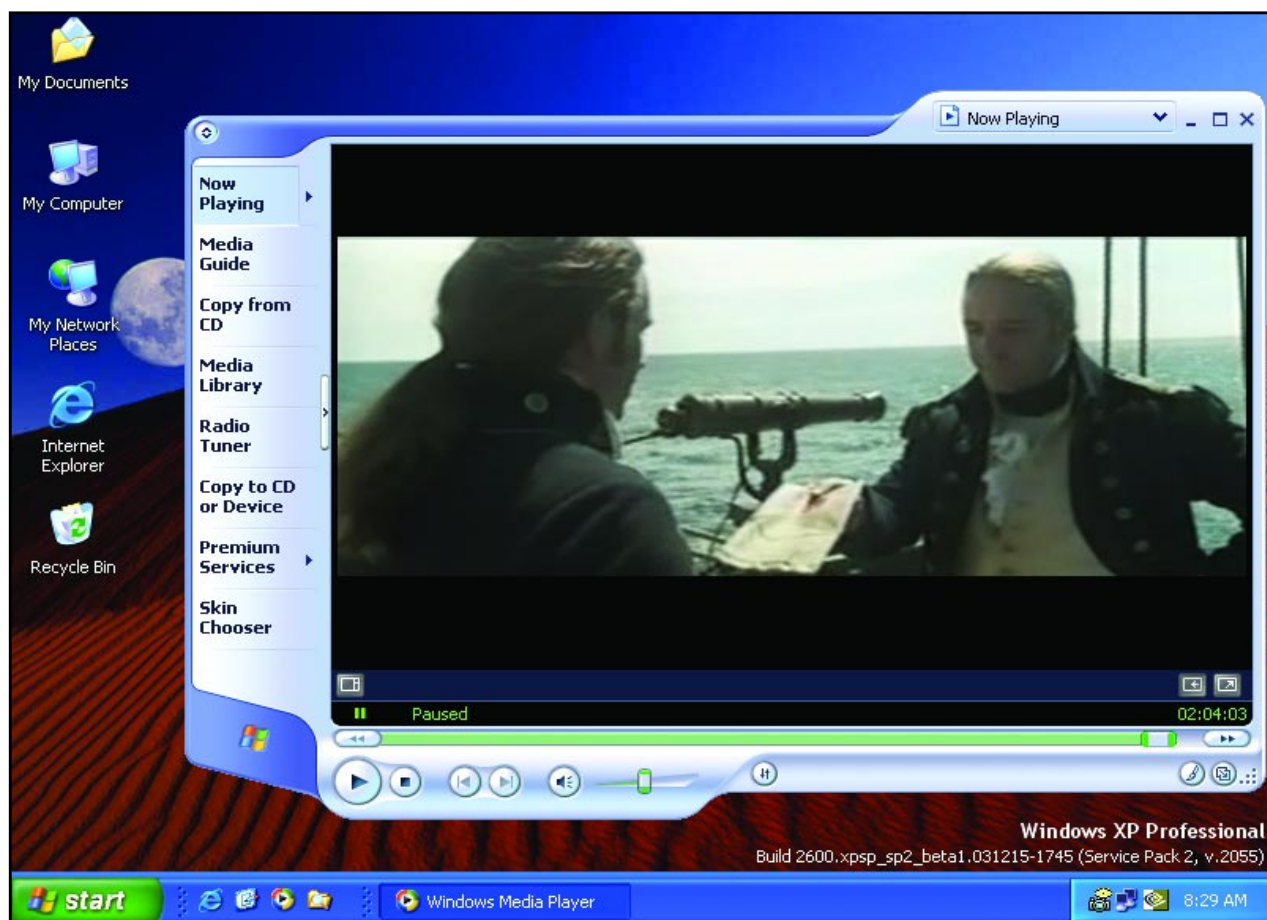 My Documents
My Computer
My Network
Places
Internet
Explorer
Recycle Bin
Now Playing
Now
Playing
Media
Guide
Copy from
CD
Media
Library
Radio
Tuner
Copy to CD
or Device
Premium
Services
Skin
Chooser
Paused
02:04:03
Windows XP Professional
Build 2600.xpsp_sp2_beta1.031215-1745 (Service Pack 2, v.2055)
start
Windows Media Player
8:29 AM